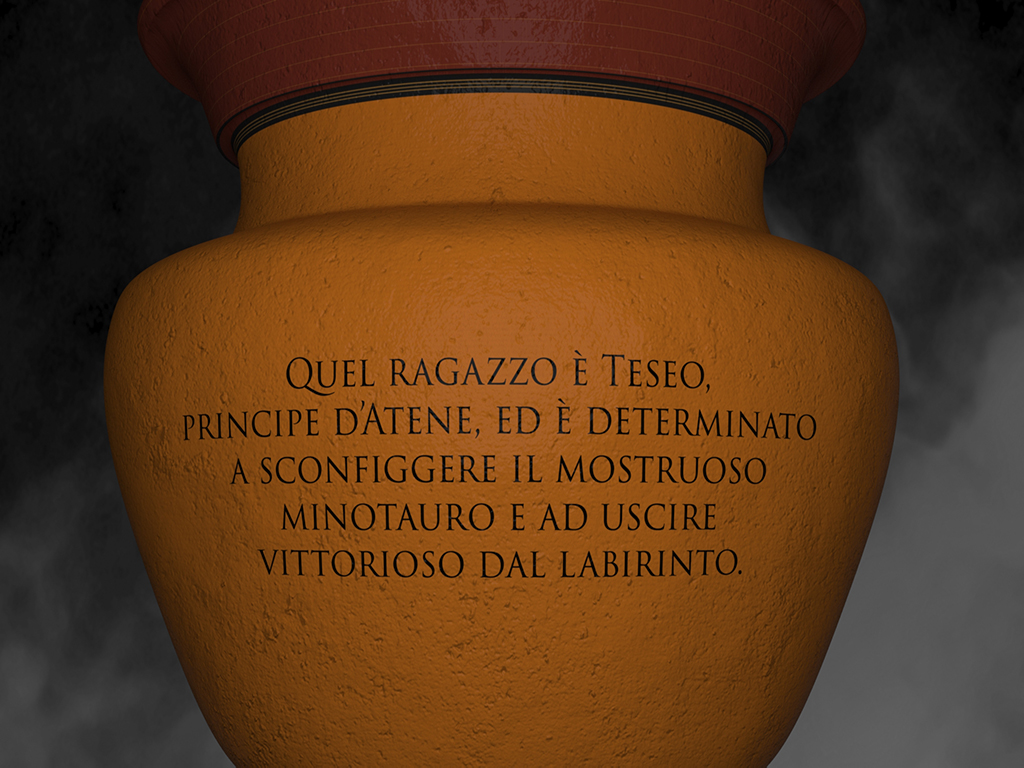 Quel ragazzo è Teseo,
principe d'Atene, ed è determinato
a sconfiggere il mostruoso
minotauro e ad uscire
vittorioso dal labirinto.